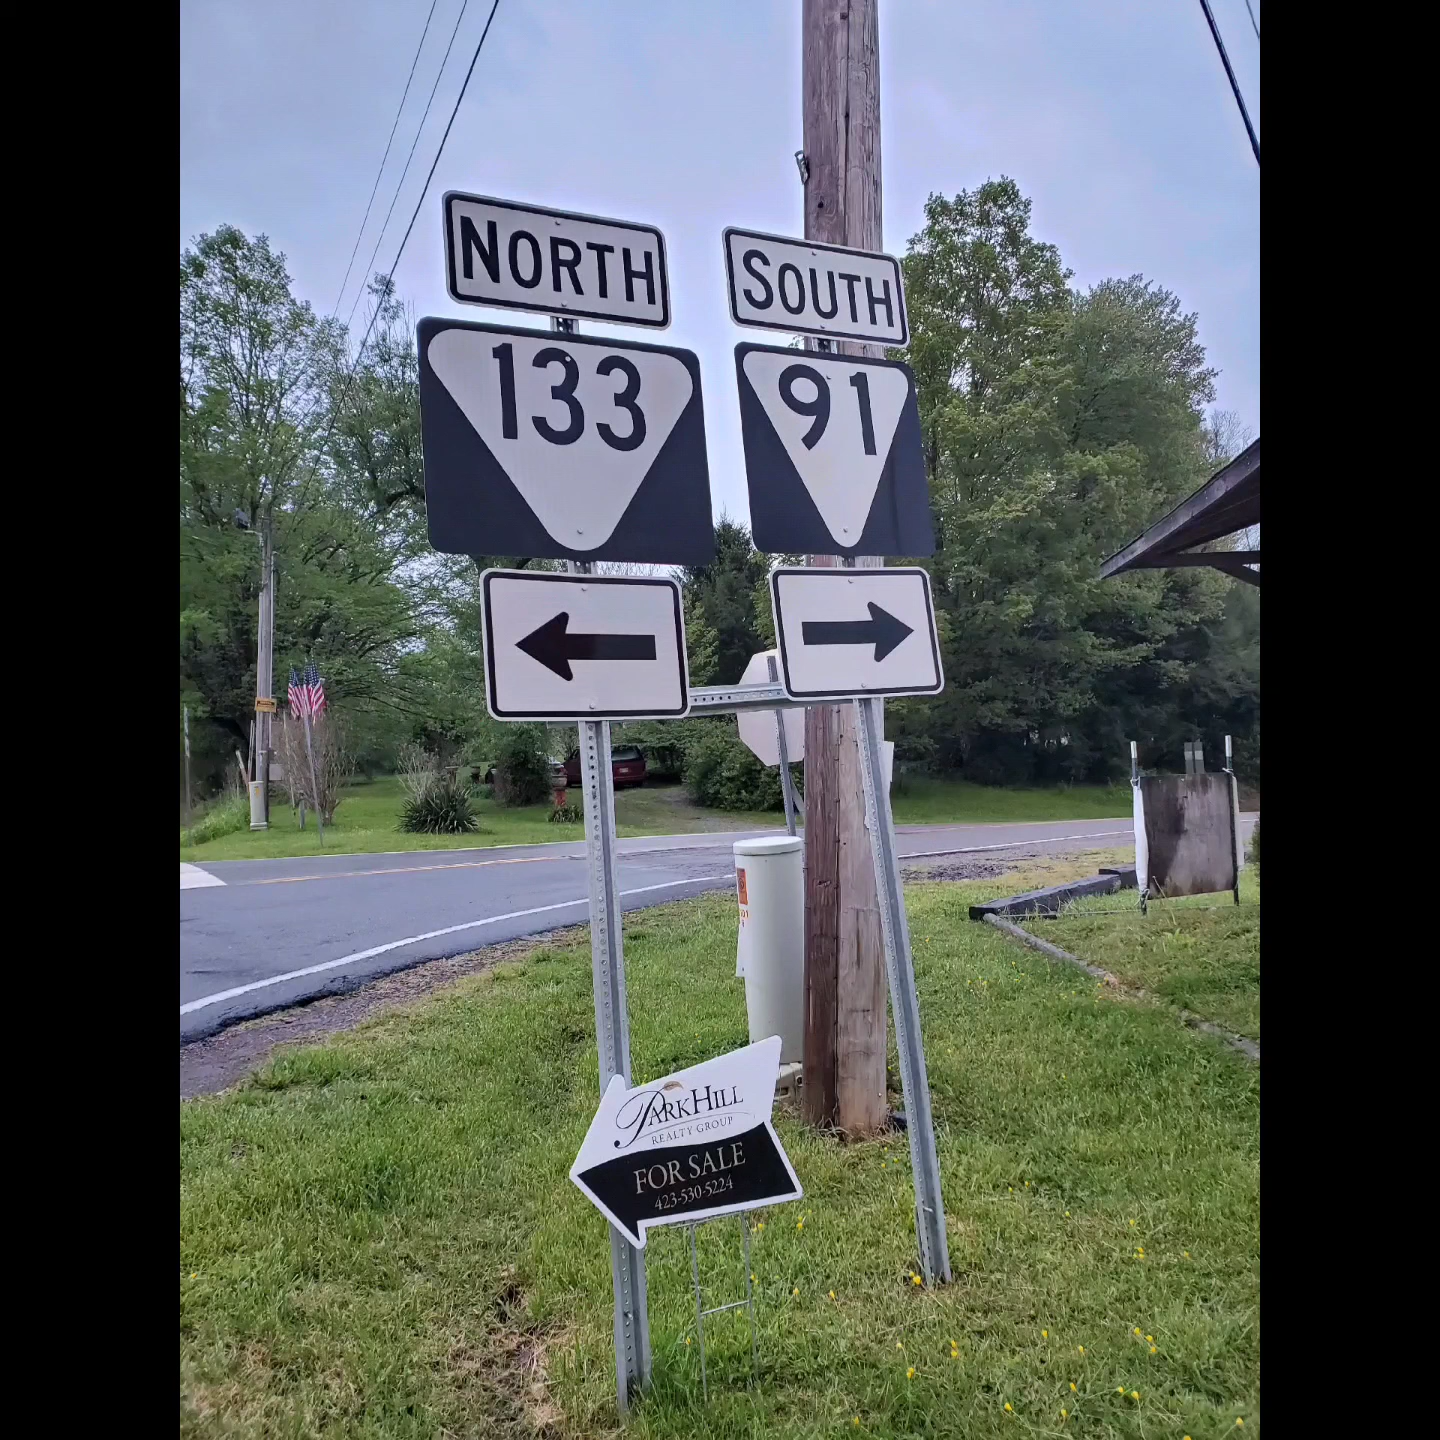 NORTH
133
SOUTH
91
PARKHILL
REALTY GROUP
FOR SALE
423-530-5224